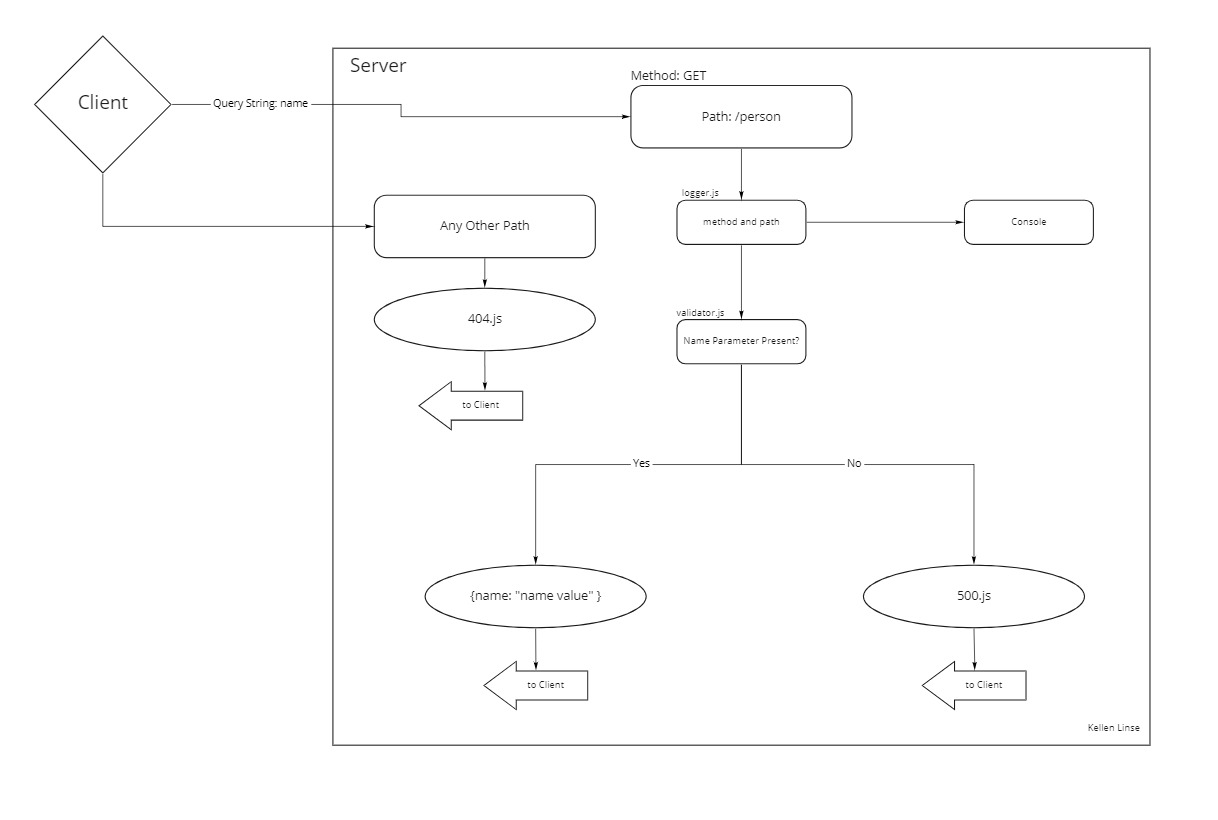 Server
Method: GET
Client
Query String: name
Path: /person
logger.js
method and path
Console
Any Other Path
validator.js
404.js
Name Parameter Present?
to Client
Yes
No
{name: "name value" }
500.js
to Client
to Client
Kellen Linse